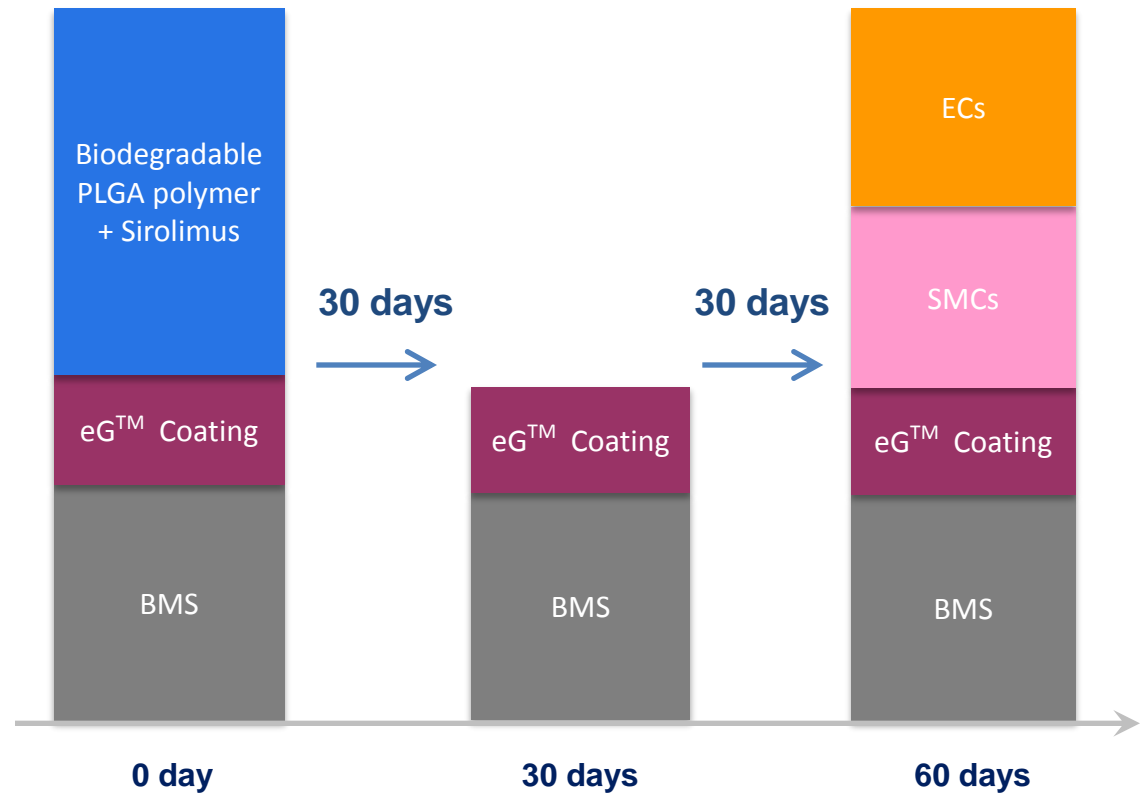 Biodegradable
PLGA polymer
+ Sirolimus
eG™ Coating
BMS
30 days
eG™ Coating
BMS
30 days
ECs
SMCs
eG™ Coating
BMS
0 day
30 days
60 days